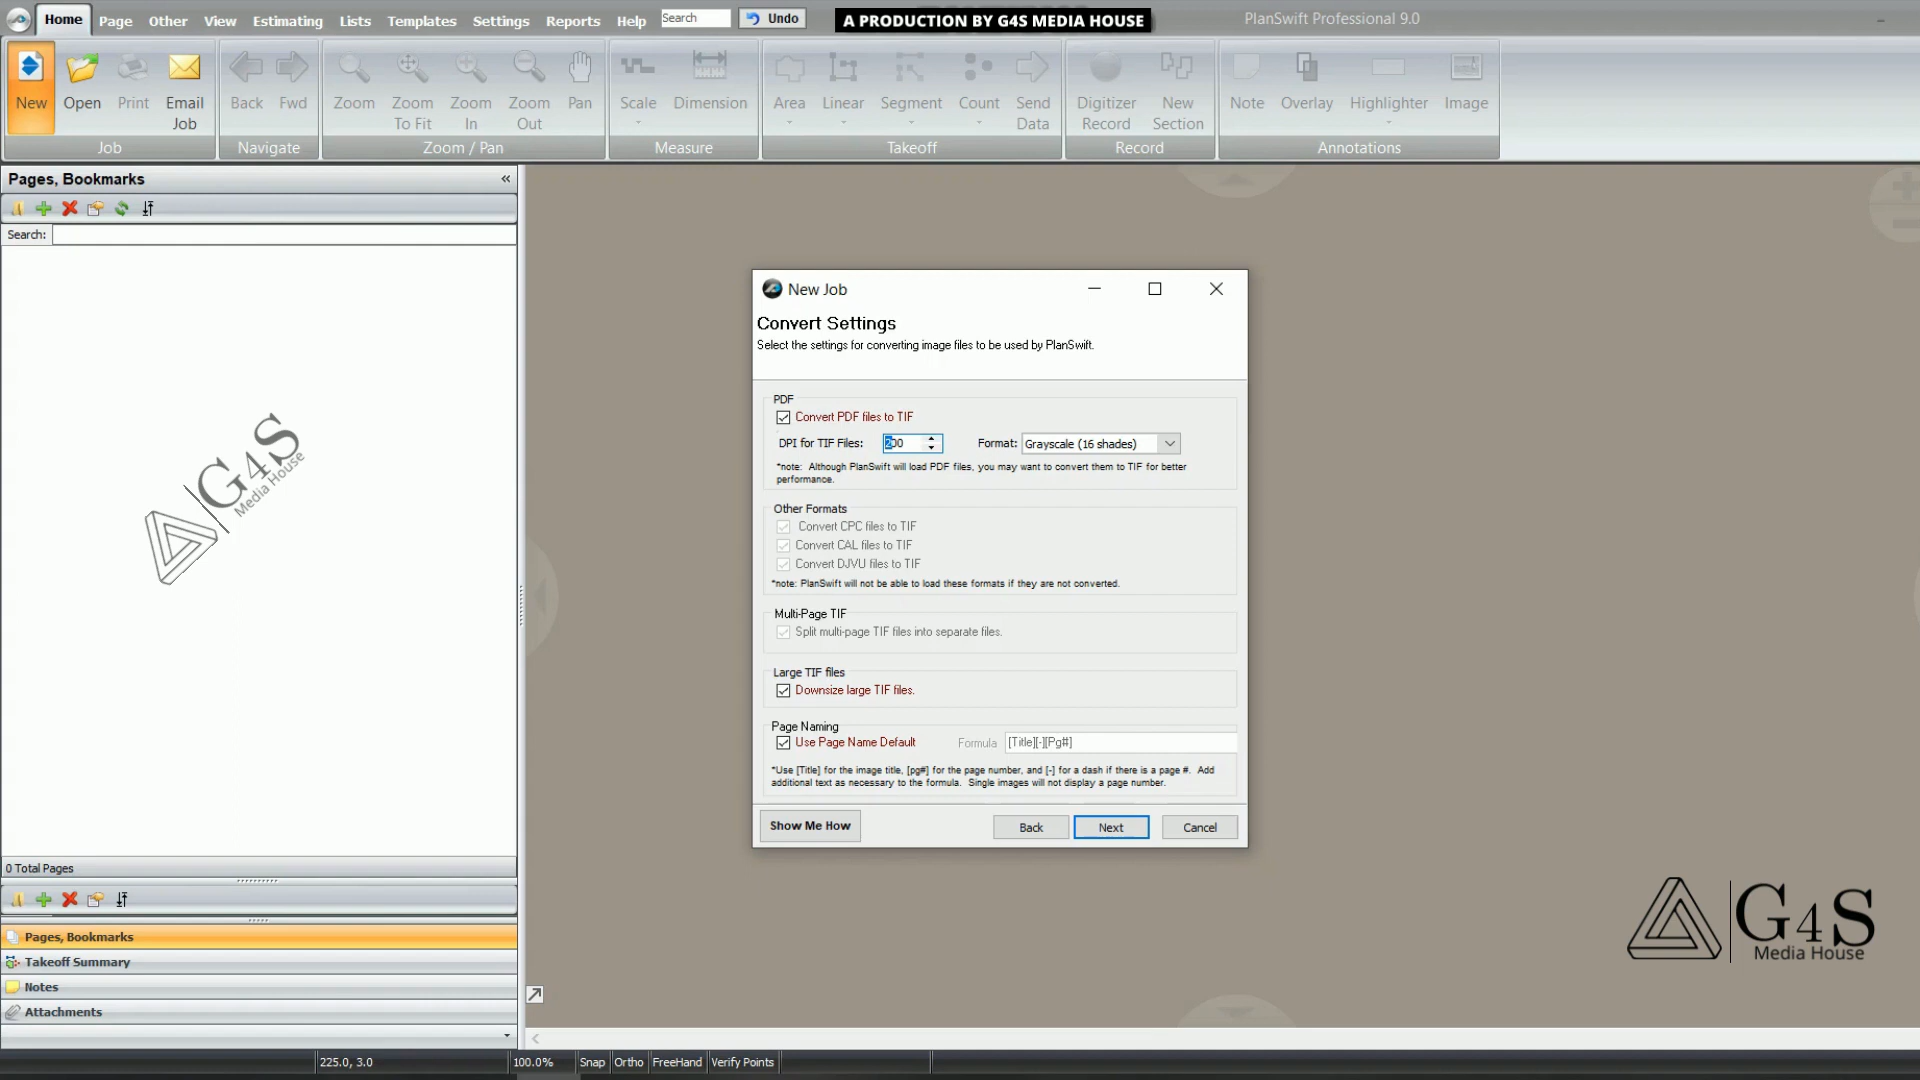 Home Page Other View Estimating Lists Templates Settings Reports Help Search Undo
A PRODUCTION BY G4S MEDIA HOUSE
PlanSwift Professional 9.0
New Open Print Email Job
Back Fwd
Zoom Zoom To Fit Zoom In Zoom Out Pan
Scale Dimension
Area Linear Segment Count Send Data
Digitizer Record New Section
Note Overlay Highlighter Image
Job Navigate Zoom / Pan Measure Takeoff Record Annotations
Pages, Bookmarks
Search:
G4S
Media House
0 Total Pages
Pages, Bookmarks
Takeoff Summary
Notes
Attachments
New Job
Convert Settings
Select the settings for converting image files to be used by PlanSwift.
PDF
Convert PDF files to TIF
DPI for TIF Files: 200 Format: Grayscale (16 shades)
*note: Although PlanSwift will load PDF files, you may want to convert them to TIF for better
performance.
Other Formats
Convert CPC files to TIF
Convert CAL files to TIF
Convert DJVU files to TIF
*note: PlanSwift will not be able to load these formats if they are not converted.
Multi-Page TIF
Split multi-page TIF files into separate files.
Large TIF files
Downsize large TIF files.
Page Naming
Use Page Name Default Formula [Title][-][Pg#]
*Use [Title] for the image title, [pg#] for the page number, and [-] for a dash if there is a page #. Add
additional text as necessary to the formula. Single images will not display a page number.
Show Me How Back Next Cancel
G4S
Media House
225.0, 3.0 100.0% Snap Ortho FreeHand Verify Points